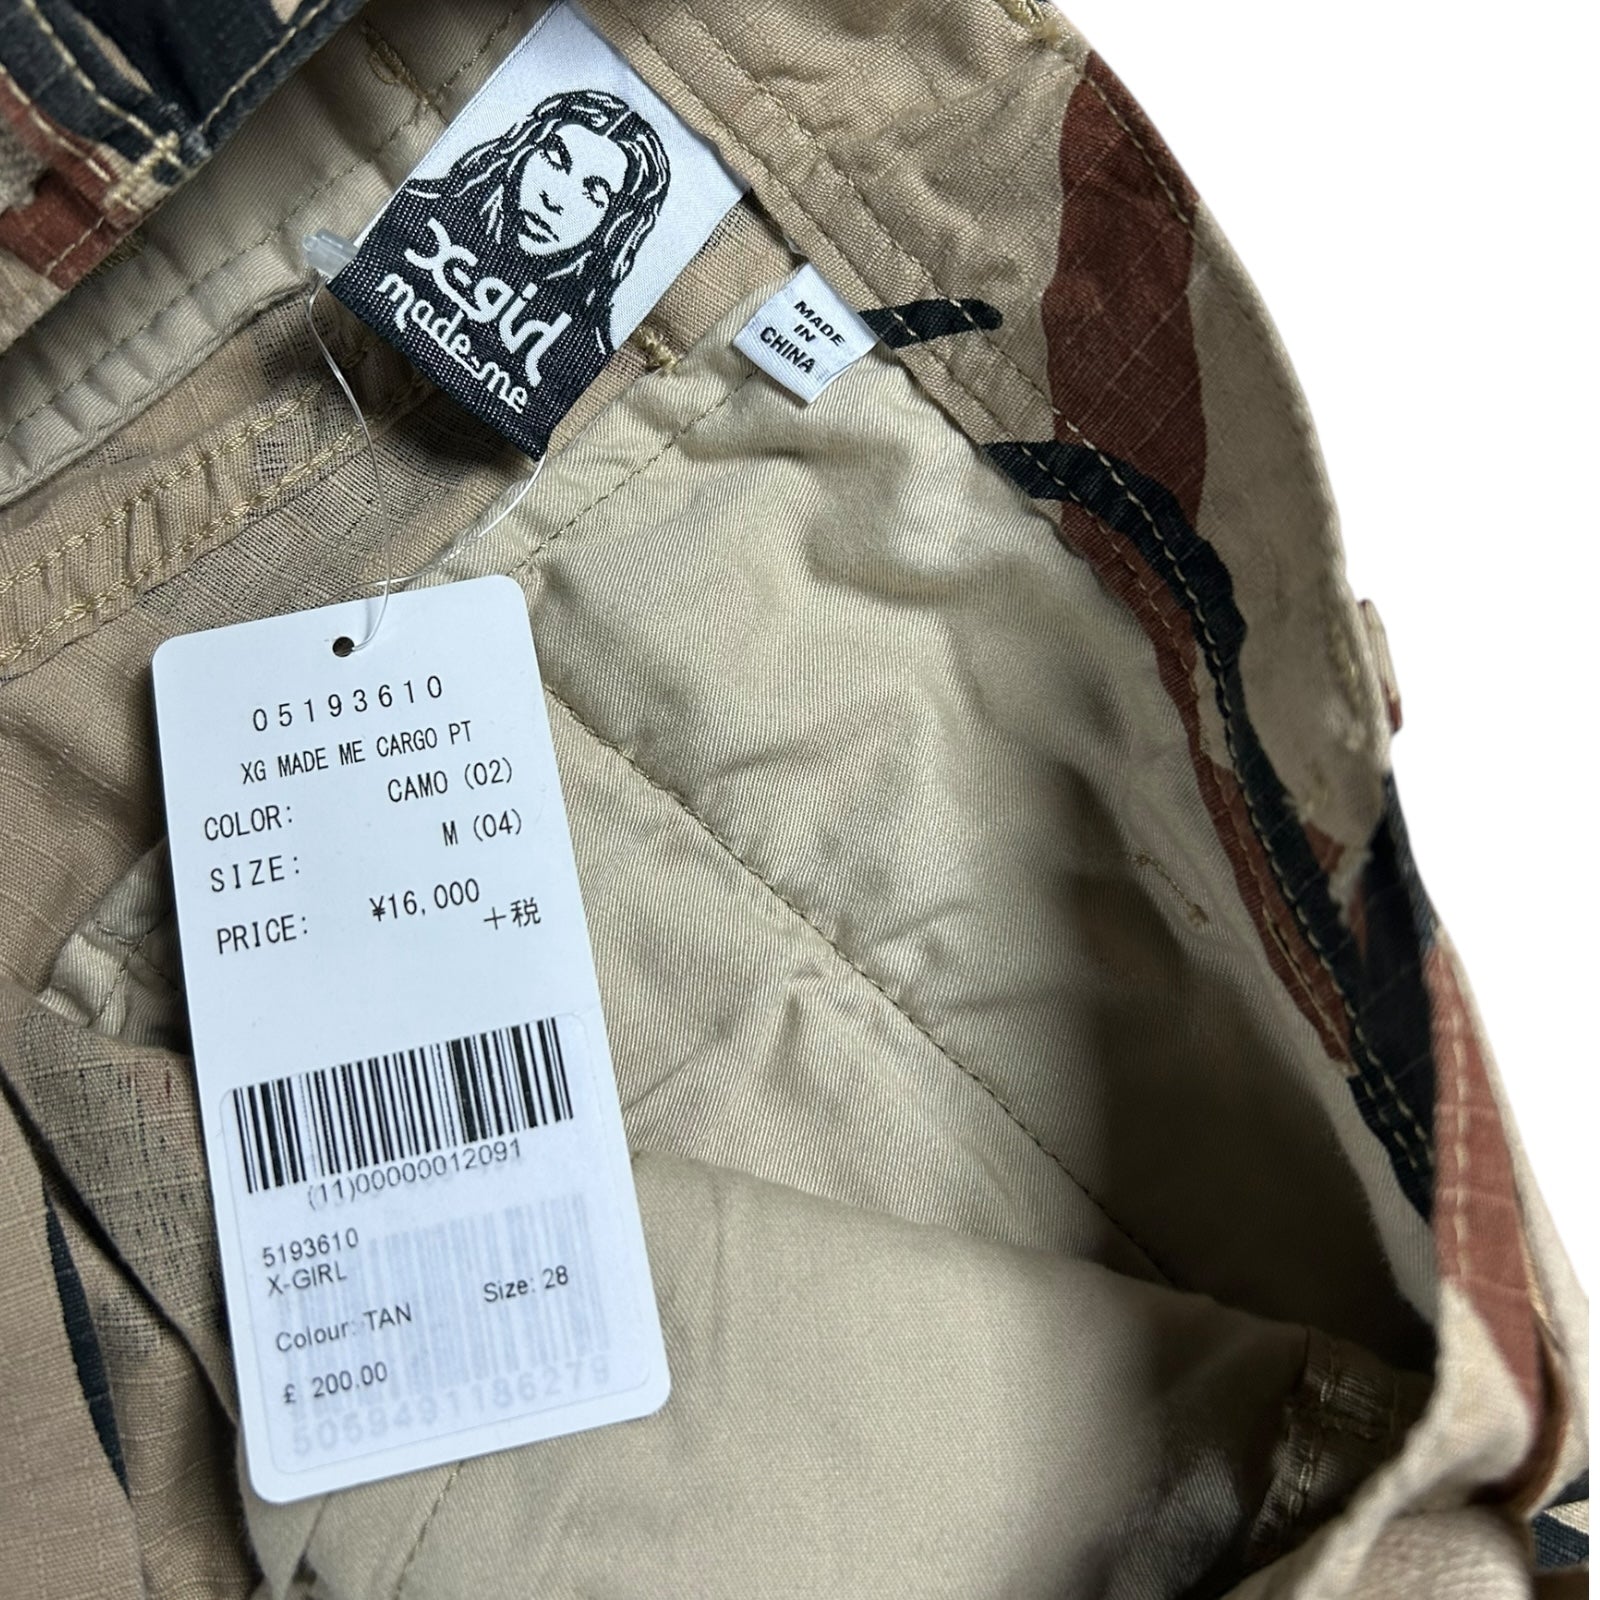 X-girl
made me
MADE
IN
CHINA
05193610
XG MADE ME CARGO PT
COLOR: CAMO (02)
SIZE: M (04)
PRICE: ¥16,000 +税
(11)00000012091
5193610
X-GIRL
Colour: TAN Size: 28
£ 200.00
5059491186279